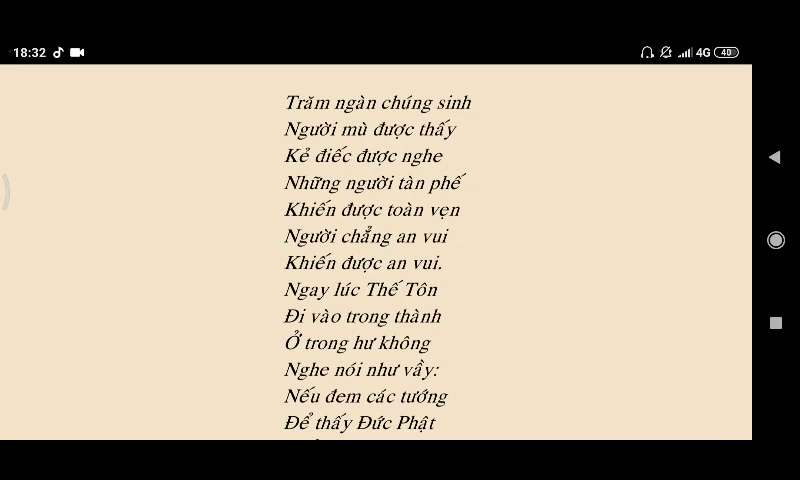 18:32
4G 40
Trăm ngàn chúng sinh
Người mù được thấy
Kẻ điếc được nghe
Những người tàn phế
Khiến được toàn vẹn
Người chẳng an vui
Khiến được an vui.
Ngay lúc Thế Tôn
Đi vào trong thành
Ở trong hư không
Nghe nói như vầy:
Nếu đem các tướng
Để thấy Đức Phật